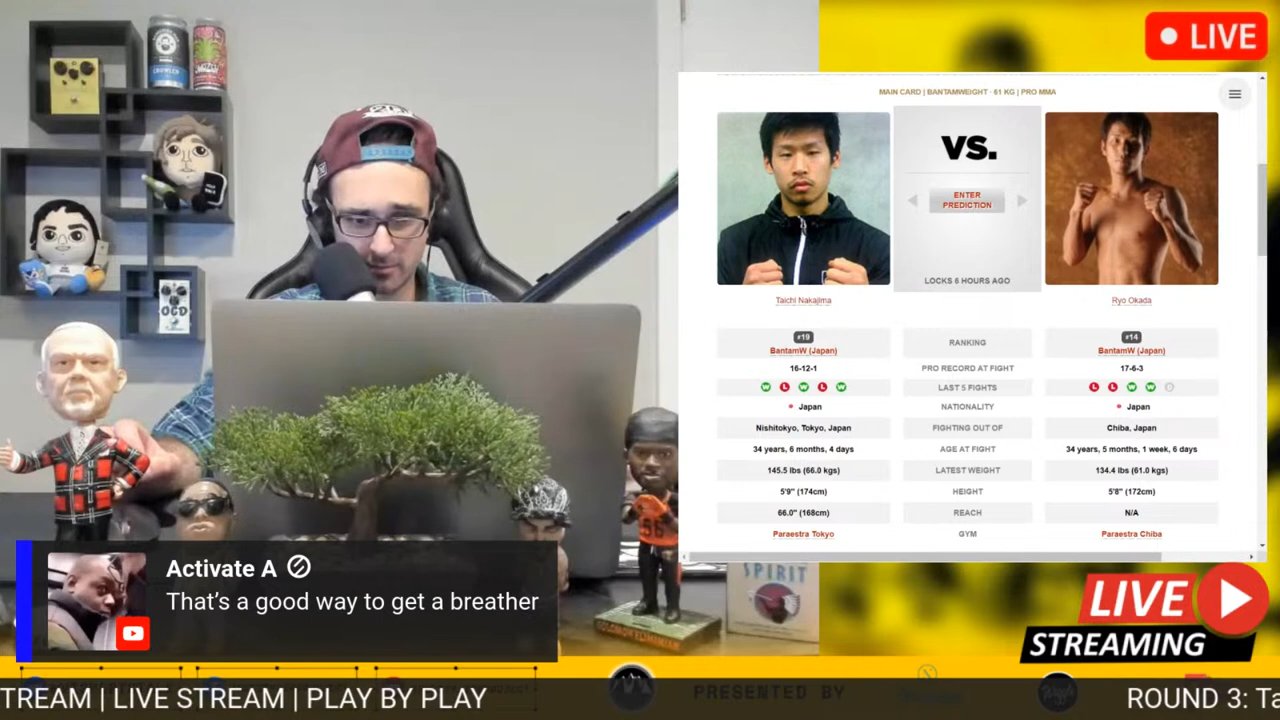 LIVE
MAIN CARD | BANTAMWEIGHT · 61 KG | PRO MMA
VS.
ENTER
PREDICTION
LOCKS 6 HOURS AGO
Taichi Nakajima
Ryo Okada
#19
RANKING
#14
BantamW (Japan)
BantamW (Japan)
16-12-1
PRO RECORD AT FIGHT
17-6-3
W L W L W
LAST 5 FIGHTS
L L W W
Japan
NATIONALITY
Japan
Nishitokyo, Tokyo, Japan
FIGHTING OUT OF
Chiba, Japan
34 years, 6 months, 4 days
AGE AT FIGHT
34 years, 5 months, 1 week, 6 days
145.5 lbs (66.0 kgs)
LATEST WEIGHT
134.4 lbs (61.0 kgs)
5'9" (174cm)
HEIGHT
5'8" (172cm)
66.0" (168cm)
REACH
N/A
Paraestra Tokyo
GYM
Paraestra Chiba
CROWLER
OCD
SPIRIT
SOLOMON ELIMIMIAN
Activate A
That's a good way to get a breather
LIVE
STREAMING
PRESENTED BY
TREAM | LIVE STREAM | PLAY BY PLAY
ROUND 3: Ta